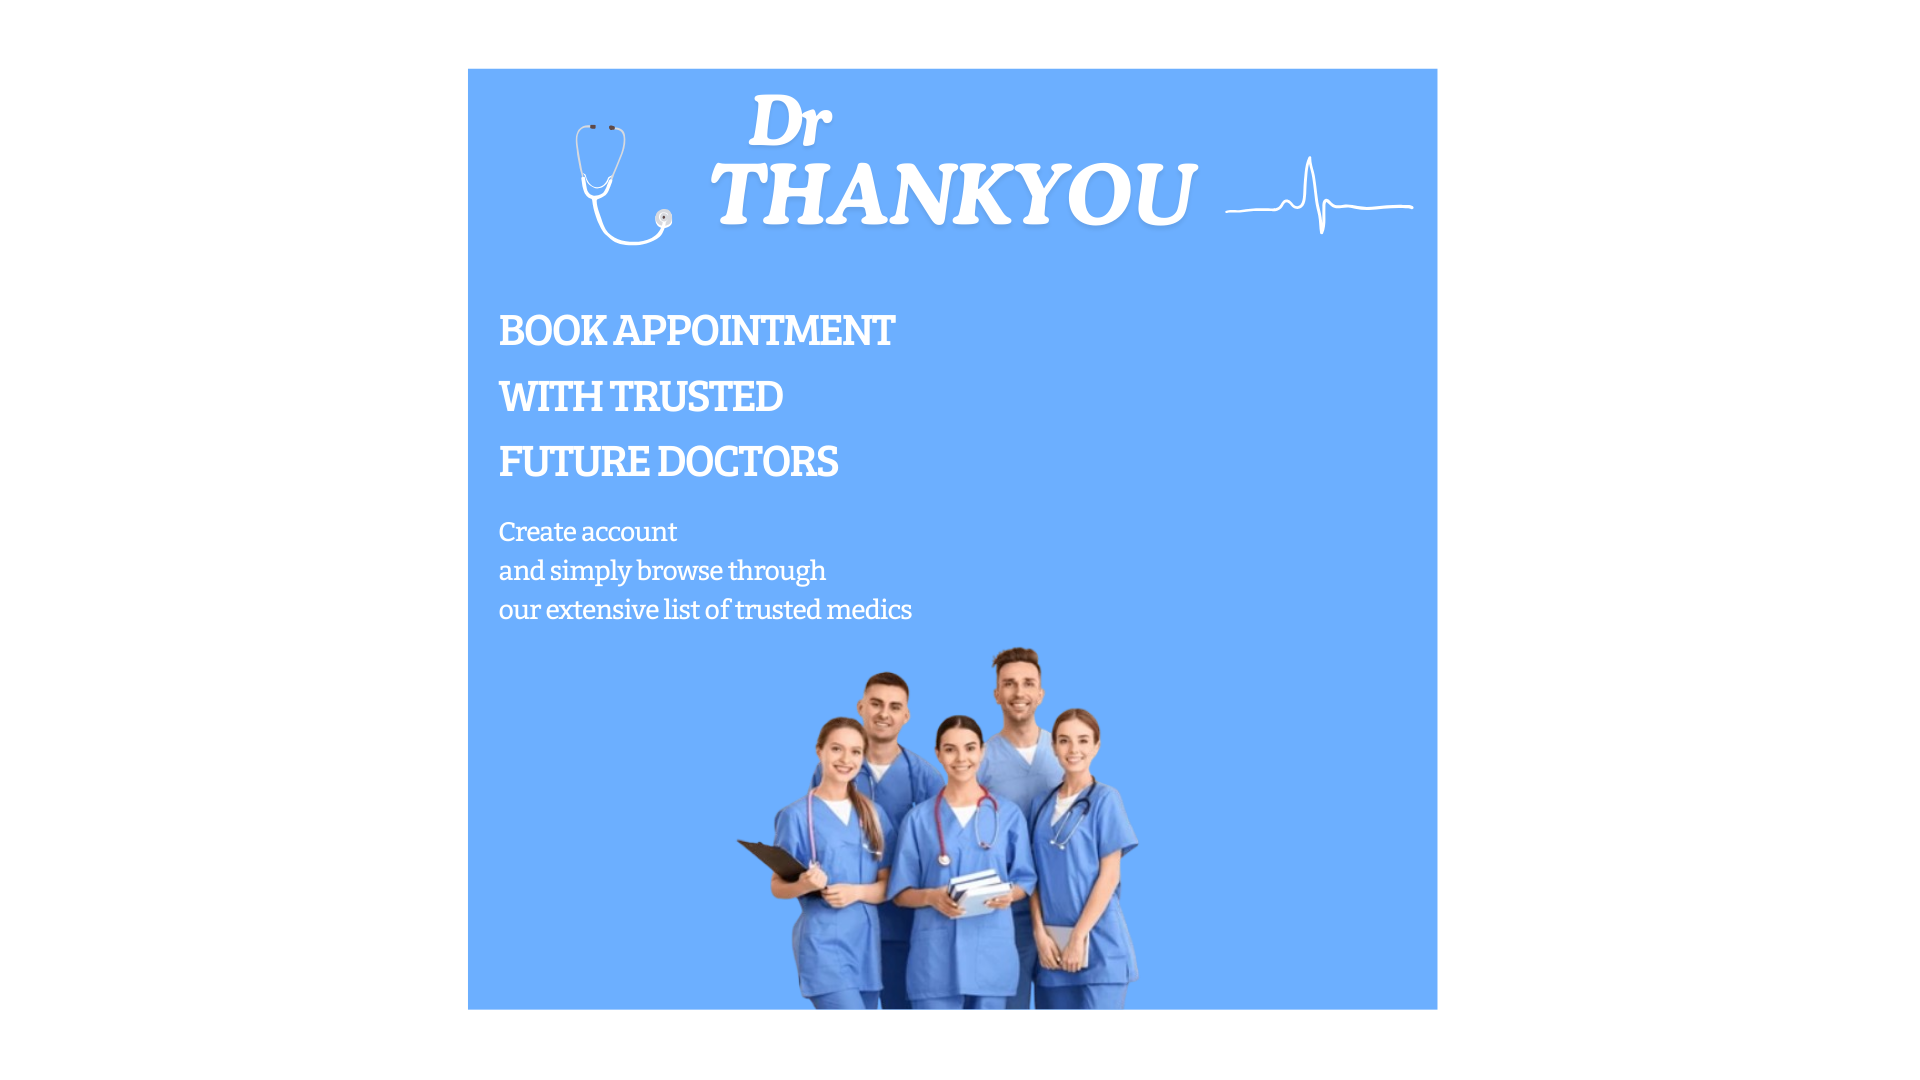 Dr
THANKYOU
BOOK APPOINTMENT
WITH TRUSTED
FUTURE DOCTORS
Create account
and simply browse through
our extensive list of trusted medics